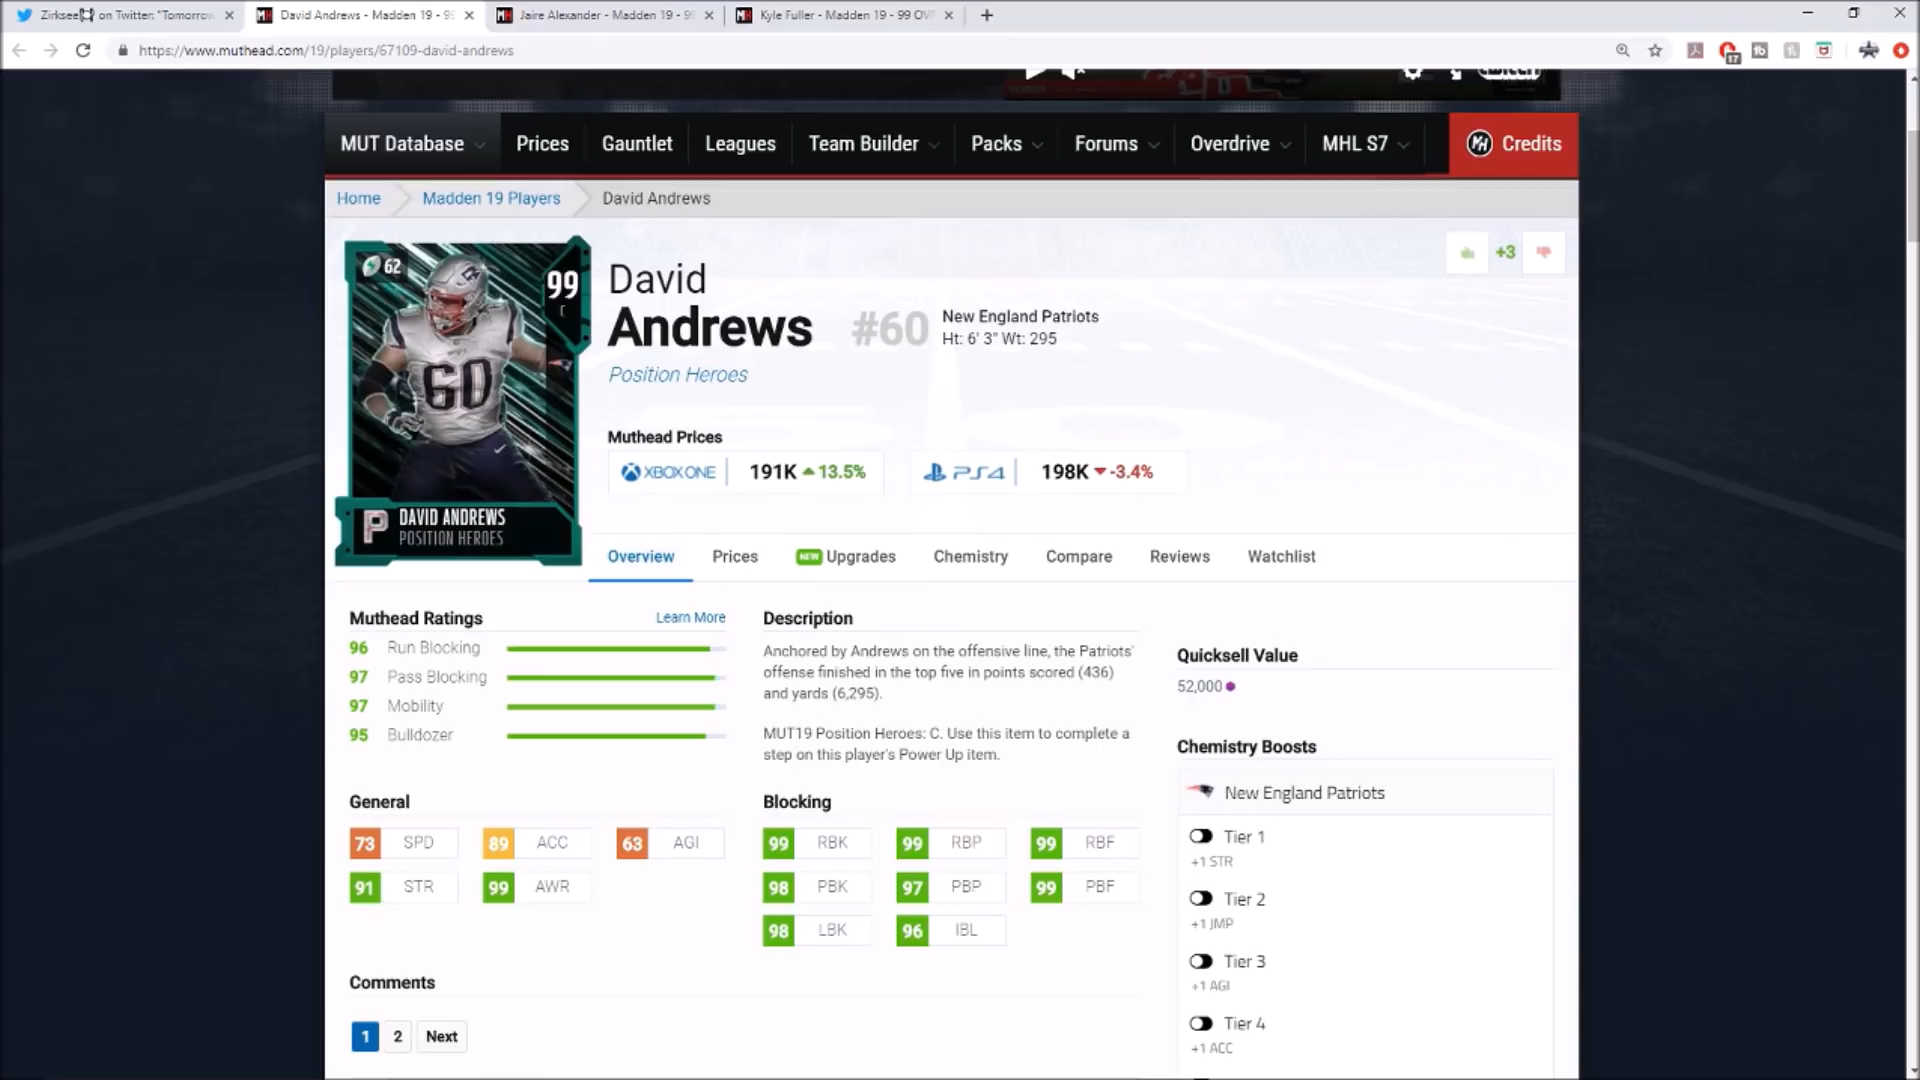 Zirksee on Twitter: "Tomorrow
David Andrews - Madden 19 - 99
Jaire Alexander - Madden 19 - 99
Kyle Fuller - Madden 19 - 99 OVR
https://www.muthead.com/19/players/67109-david-andrews
MUT Database
Prices
Gauntlet
Leagues
Team Builder
Packs
Forums
Overdrive
MHL S7
Credits
Home
Madden 19 Players
David Andrews
62
99
C
60
DAVID ANDREWS
POSITION HEROES
David
Andrews
#60
New England Patriots
Ht: 6' 3" Wt: 295
Position Heroes
+3
Muthead Prices
XBOX ONE 191K 13.5%
PS4 198K -3.4%
Overview
Prices
NEW Upgrades
Chemistry
Compare
Reviews
Watchlist
Muthead Ratings
Learn More
96 Run Blocking
97 Pass Blocking
97 Mobility
95 Bulldozer
Description
Anchored by Andrews on the offensive line, the Patriots'
offense finished in the top five in points scored (436)
and yards (6,295).
MUT19 Position Heroes: C. Use this item to complete a
step on this player's Power Up item.
Quicksell Value
52,000
General
73 SPD 89 ACC 63 AGI
91 STR 99 AWR
Blocking
99 RBK 99 RBP 99 RBF
98 PBK 97 PBP 99 PBF
98 LBK 96 IBL
Chemistry Boosts
New England Patriots
Tier 1
+1 STR
Tier 2
+1 JMP
Tier 3
+1 AGI
Tier 4
+1 ACC
Comments
1 2 Next